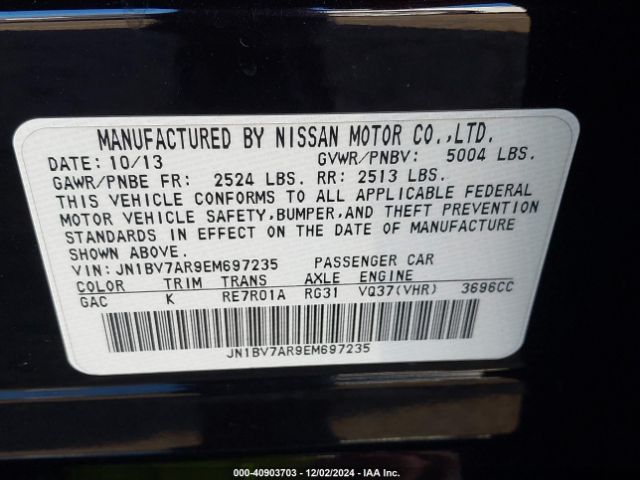 MANUFACTURED BY NISSAN MOTOR CO.,LTD.
DATE: 10/13 GVWR/PNBV: 5004 LBS.
GAWR/PNBE FR: 2524 LBS. RR: 2513 LBS.
THIS VEHICLE CONFORMS TO ALL APPLICABLE FEDERAL
MOTOR VEHICLE SAFETY,BUMPER,AND THEFT PREVENTION
STANDARDS IN EFFECT ON THE DATE OF MANUFACTURE
SHOWN ABOVE.
VIN: JN1BV7AR9EM697235 PASSENGER CAR
COLOR TRIM TRANS AXLE ENGINE
GAC K RE7R01A RG31 VQ37(VHR) 3696CC
JN1BV7AR9EM697235
000-40903703 - 12/02/2024 - IAA Inc.